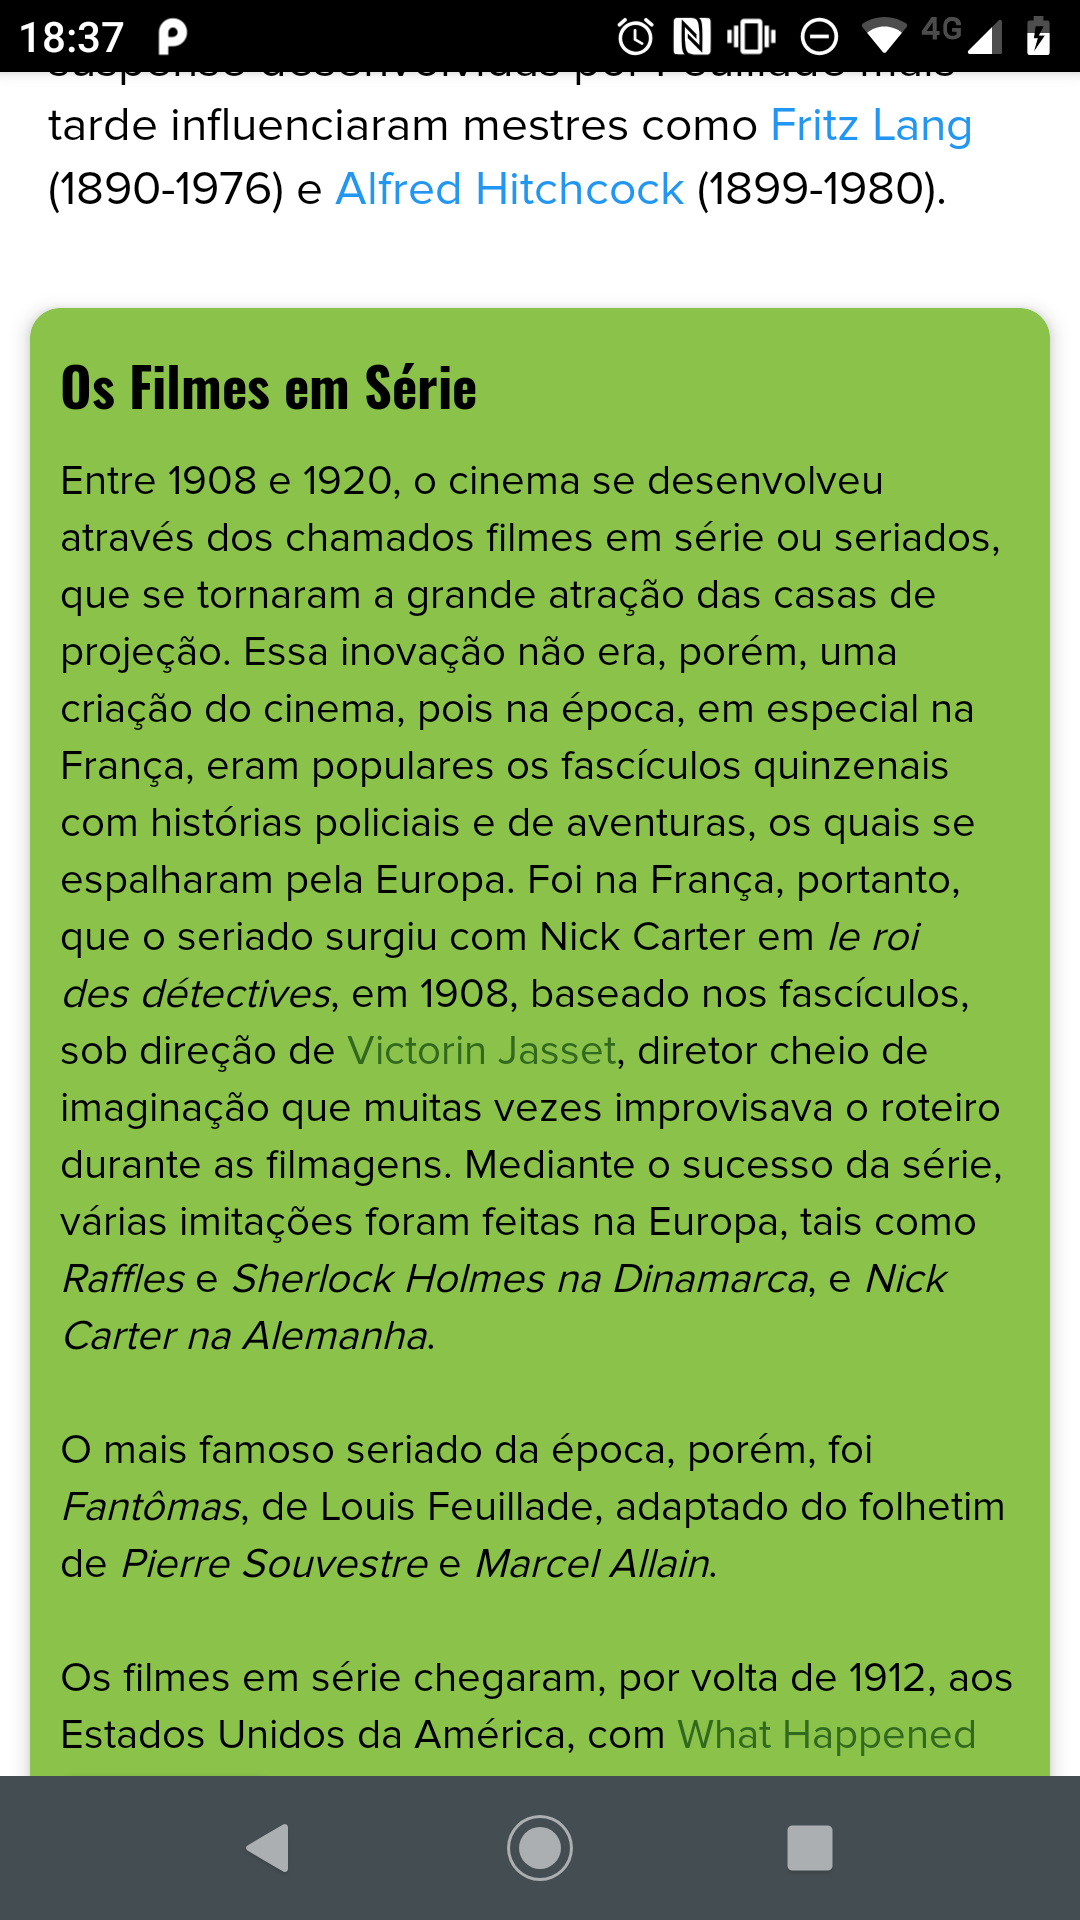 18:37
4G
tarde influenciaram mestres como Fritz Lang
(1890-1976) e Alfred Hitchcock (1899-1980).
Os Filmes em Série
Entre 1908 e 1920, o cinema se desenvolveu
através dos chamados filmes em série ou seriados,
que se tornaram a grande atração das casas de
projeção. Essa inovação não era, porém, uma
criação do cinema, pois na época, em especial na
França, eram populares os fascículos quinzenais
com histórias policiais e de aventuras, os quais se
espalharam pela Europa. Foi na França, portanto,
que o seriado surgiu com Nick Carter em le roi
des détectives, em 1908, baseado nos fascículos,
sob direção de Victorin Jasset, diretor cheio de
imaginação que muitas vezes improvisava o roteiro
durante as filmagens. Mediante o sucesso da série,
várias imitações foram feitas na Europa, tais como
Raffles e Sherlock Holmes na Dinamarca, e Nick
Carter na Alemanha.
O mais famoso seriado da época, porém, foi
Fantômas, de Louis Feuillade, adaptado do folhetim
de Pierre Souvestre e Marcel Allain.
Os filmes em série chegaram, por volta de 1912, aos
Estados Unidos da América, com What Happened